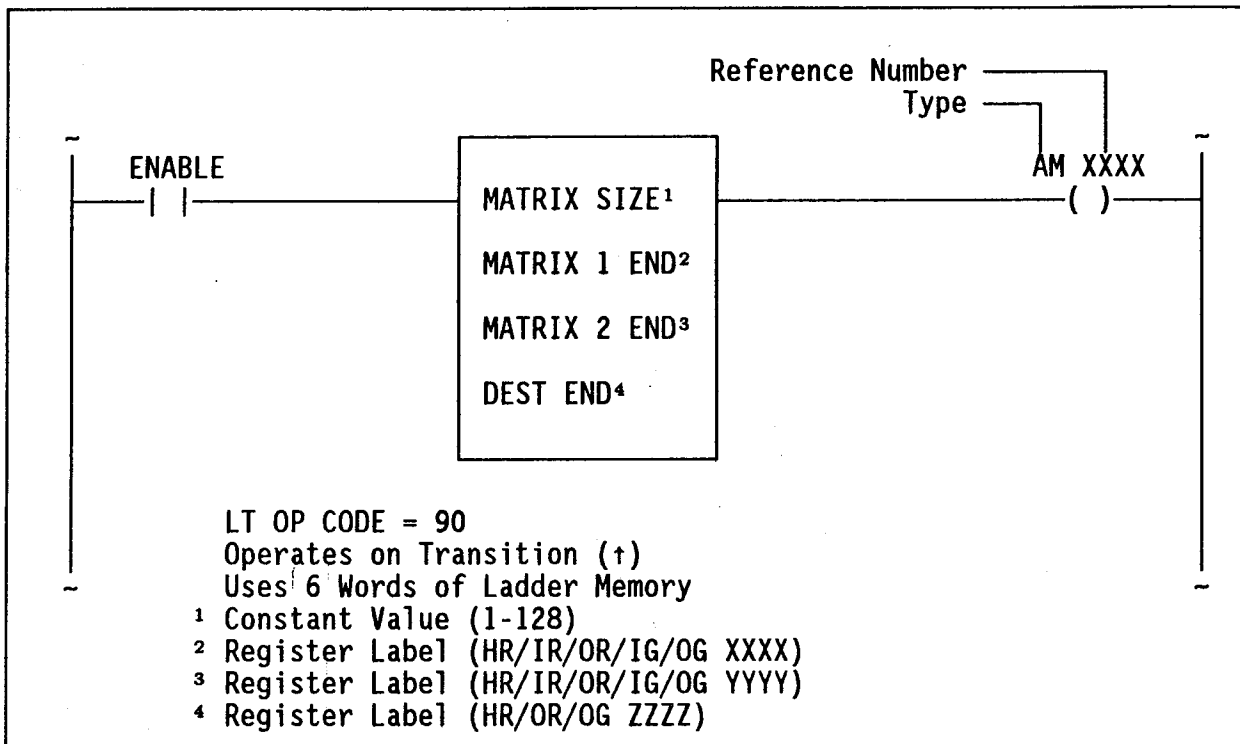 Reference Number
Type
~ ~
ENABLE
AM XXXX
( )
MATRIX SIZE¹
MATRIX 1 END²
MATRIX 2 END³
DEST END⁴
LT OP CODE = 90
Operates on Transition (↑)
~ Uses 6 Words of Ladder Memory ~
¹ Constant Value (1-128)
² Register Label (HR/IR/OR/IG/OG XXXX)
³ Register Label (HR/IR/OR/IG/OG YYYY)
⁴ Register Label (HR/OR/OG ZZZZ)